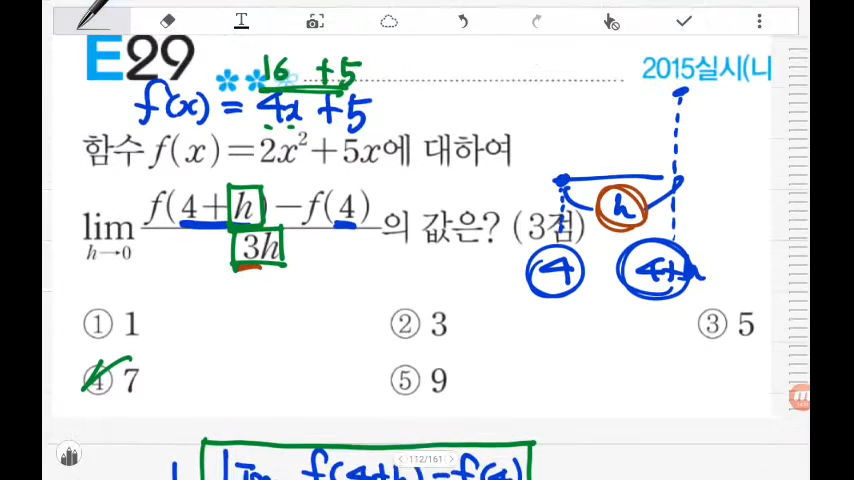 E29
16 +5
2015실시(나
f'(x) = 4x +5
함수 f(x)=2x²+5x에 대하여
lim h→0 f(4+h)-f(4) / 3h 의 값은? (3점)
h
4 4+h
① 1 ② 3 ③ 5
④ 7 ⑤ 9
112/161
lim f(4+h)-f(4)